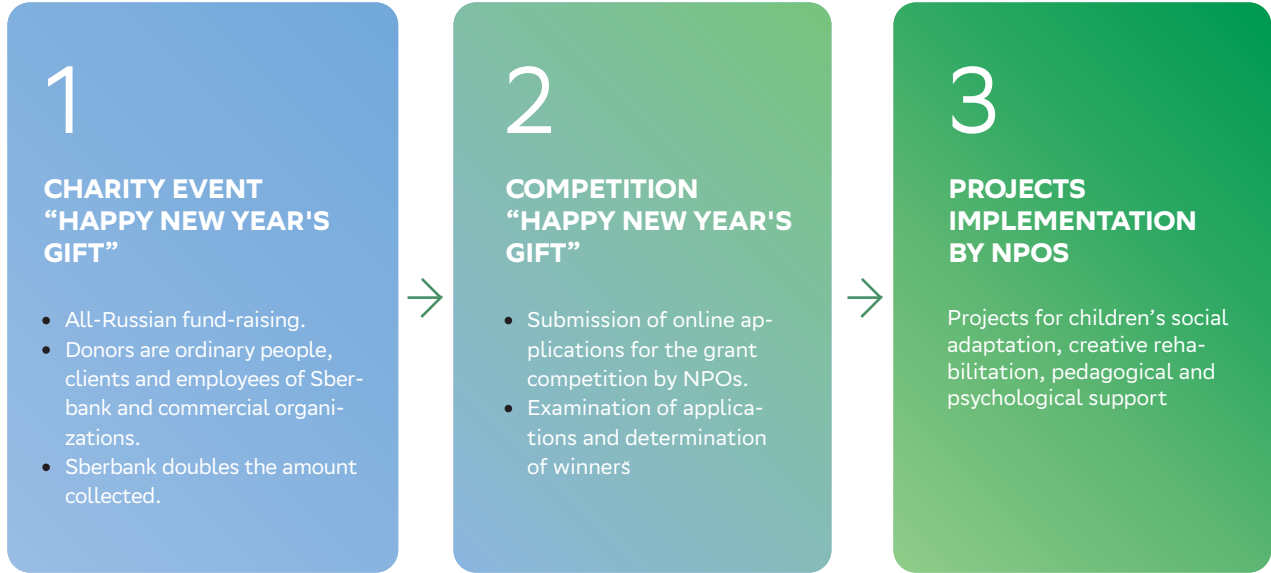 1
CHARITY EVENT
“HAPPY NEW YEAR'S
GIFT”
• All-Russian fund-raising.
• Donors are ordinary people,
clients and employees of Sber-
bank and commercial organi-
zations.
• Sberbank doubles the amount
collected.
2
COMPETITION
“HAPPY NEW YEAR'S
GIFT”
• Submission of online ap-
plications for the grant
competition by NPOs.
• Examination of applica-
tions and determination
of winners
3
PROJECTS
IMPLEMENTATION
BY NPOS
Projects for children’s social
adaptation, creative reha-
bilitation, pedagogical and
psychological support